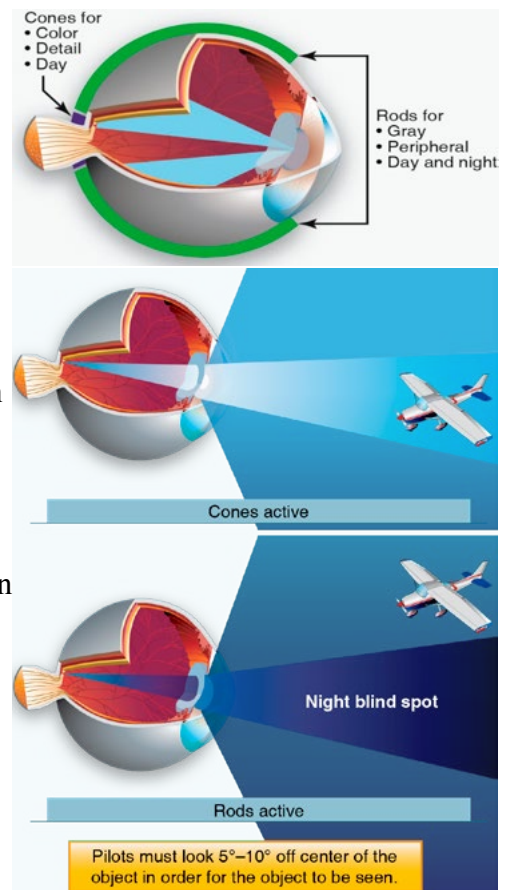 Cones for
• Color
• Detail
• Day
Rods for
• Gray
• Peripheral
• Day and night
Cones active
Night blind spot
Rods active
Pilots must look 5°–10° off center of the
object in order for the object to be seen.